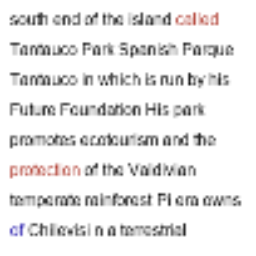 south end of the island called
Tantauco Park Spanish Parque
Tantauco in which is run by his
Future Foundation His park
promotes ecotourism and the
protection of the Valdivian
temperate rainforest Pi era owns
of Chilevisi n a terrestrial